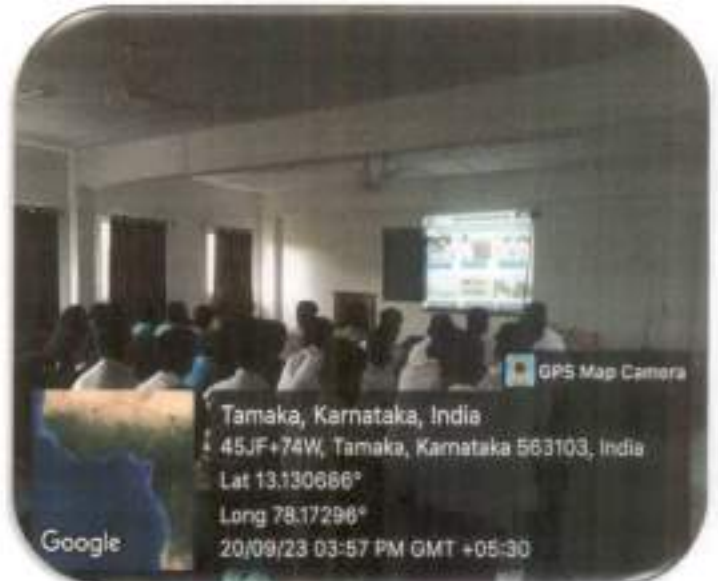 GPS Map Camera
Tamaka, Karnataka, India
45JF+74W, Tamaka, Karnataka 563103, India
Lat 13.130686°
Long 78.17296°
20/09/23 03:57 PM GMT +05:30
Google